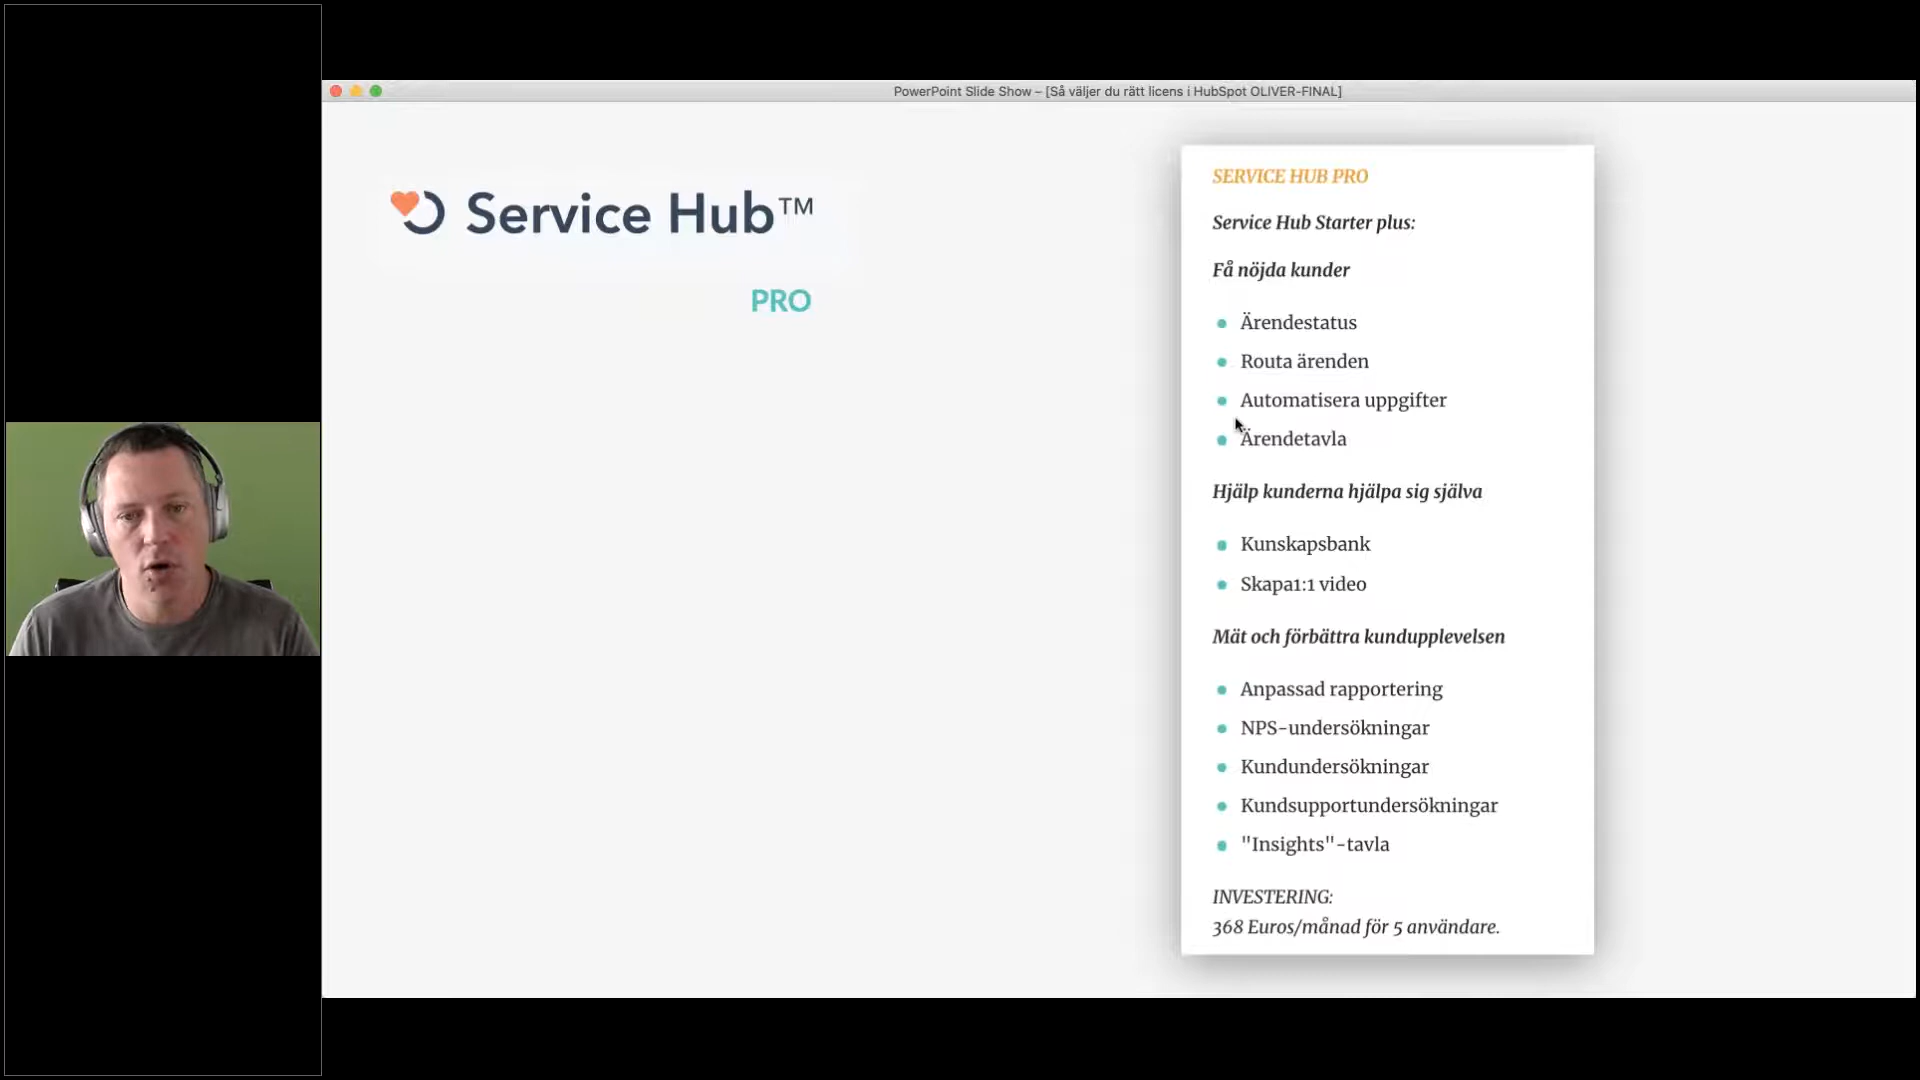 PowerPoint Slide Show – [Så väljer du rätt licens i HubSpot OLIVER-FINAL]
Service Hub™
PRO
SERVICE HUB PRO
Service Hub Starter plus:
Få nöjda kunder
Ärendestatus
Routa ärenden
Automatisera uppgifter
Ärendetavla
Hjälp kunderna hjälpa sig själva
Kunskapsbank
Skapa1:1 video
Mät och förbättra kundupplevelsen
Anpassad rapportering
NPS-undersökningar
Kundundersökningar
Kundsupportundersökningar
"Insights"-tavla
INVESTERING:
368 Euros/månad för 5 användare.